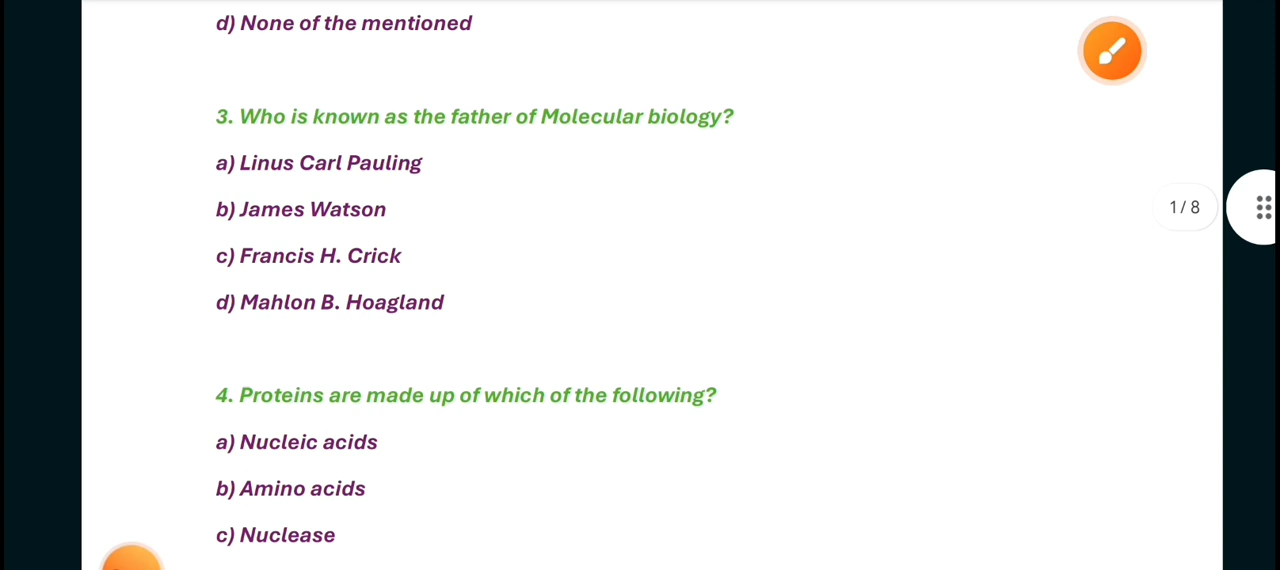 d) None of the mentioned
3. Who is known as the father of Molecular biology?
a) Linus Carl Pauling
b) James Watson
1 / 8
c) Francis H. Crick
d) Mahlon B. Hoagland
4. Proteins are made up of which of the following?
a) Nucleic acids
b) Amino acids
c) Nuclease